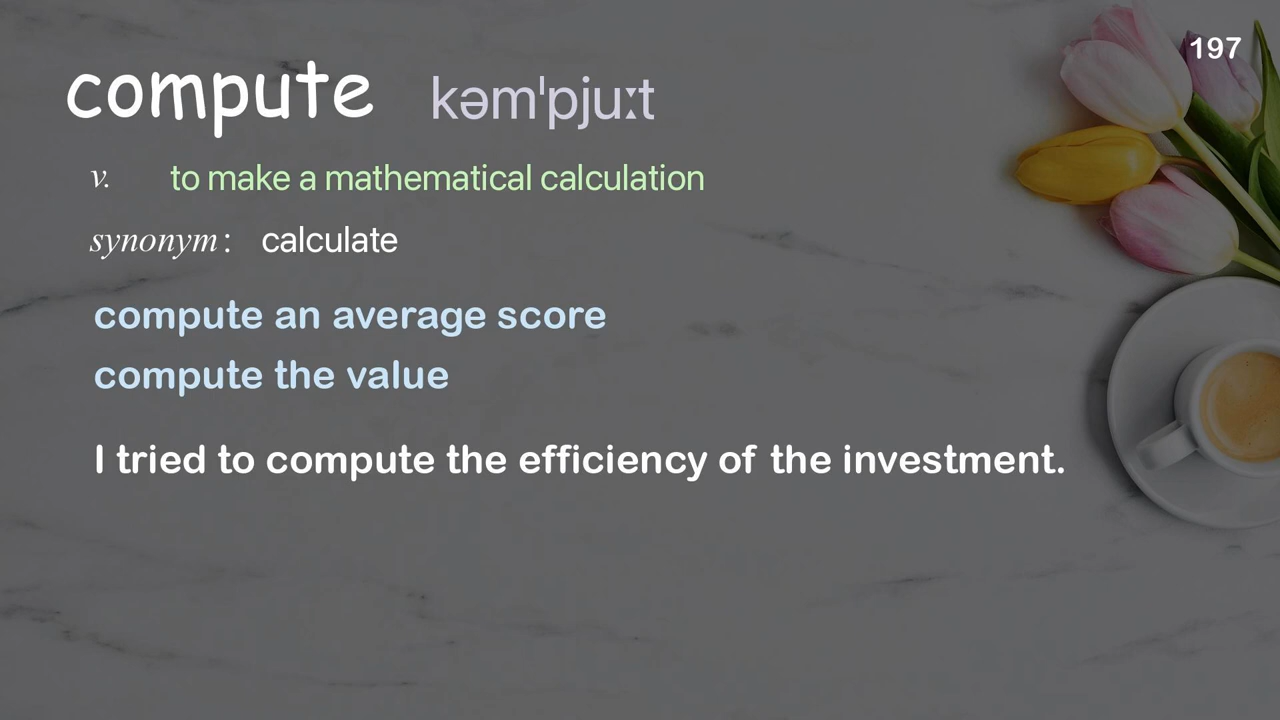 197
compute kəmˈpjuːt
v. to make a mathematical calculation
synonym: calculate
compute an average score
compute the value
I tried to compute the efficiency of the investment.